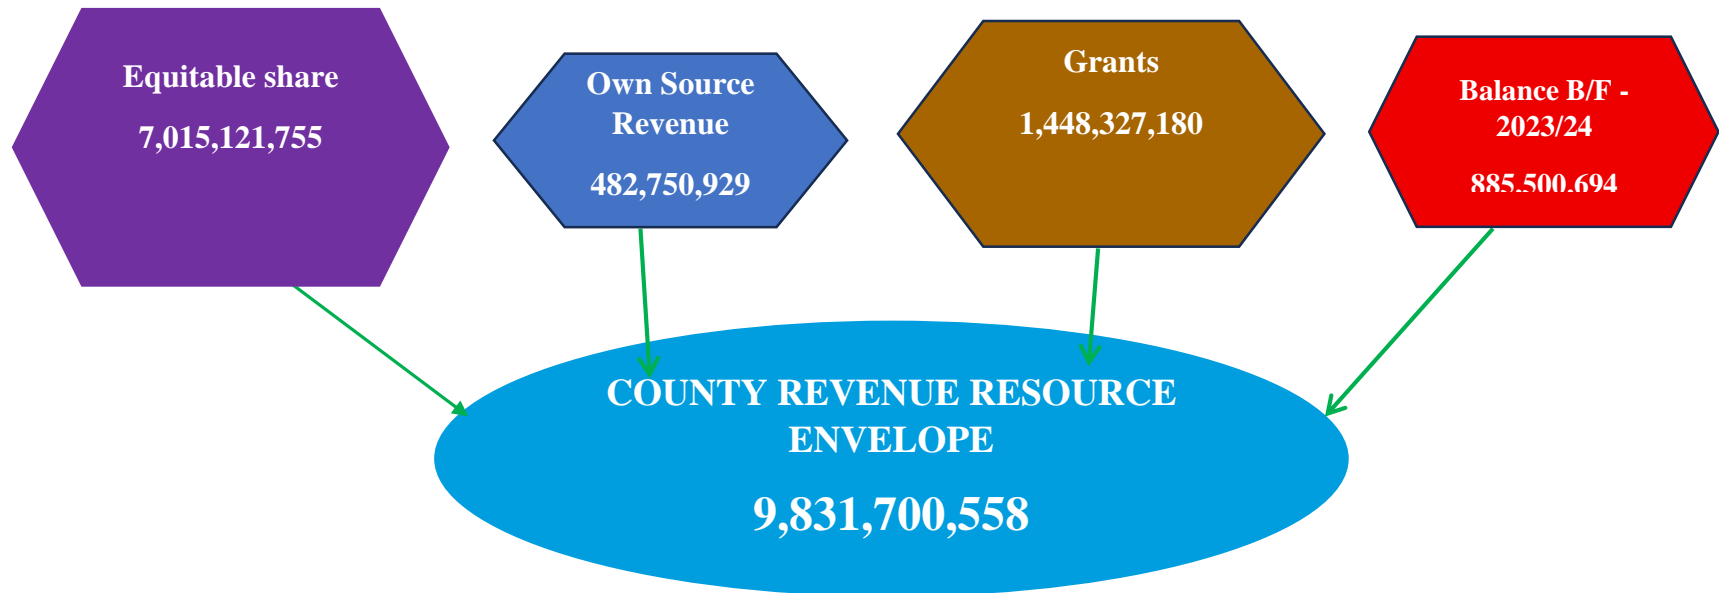 Equitable share
7,015,121,755
Own Source
Revenue
482,750,929
Grants
1,448,327,180
Balance B/F -
2023/24
885,500,694
COUNTY REVENUE RESOURCE
ENVELOPE
9,831,700,558